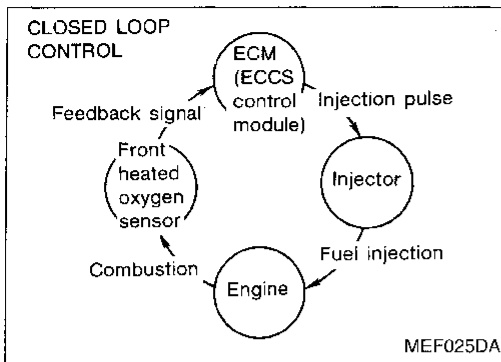 CLOSED LOOP
CONTROL
ECM
(ECCS
control
module)
Injection pulse
Injector
Fuel injection
Engine
Combustion
Front
heated
oxygen
sensor
Feedback signal
MEF025DA